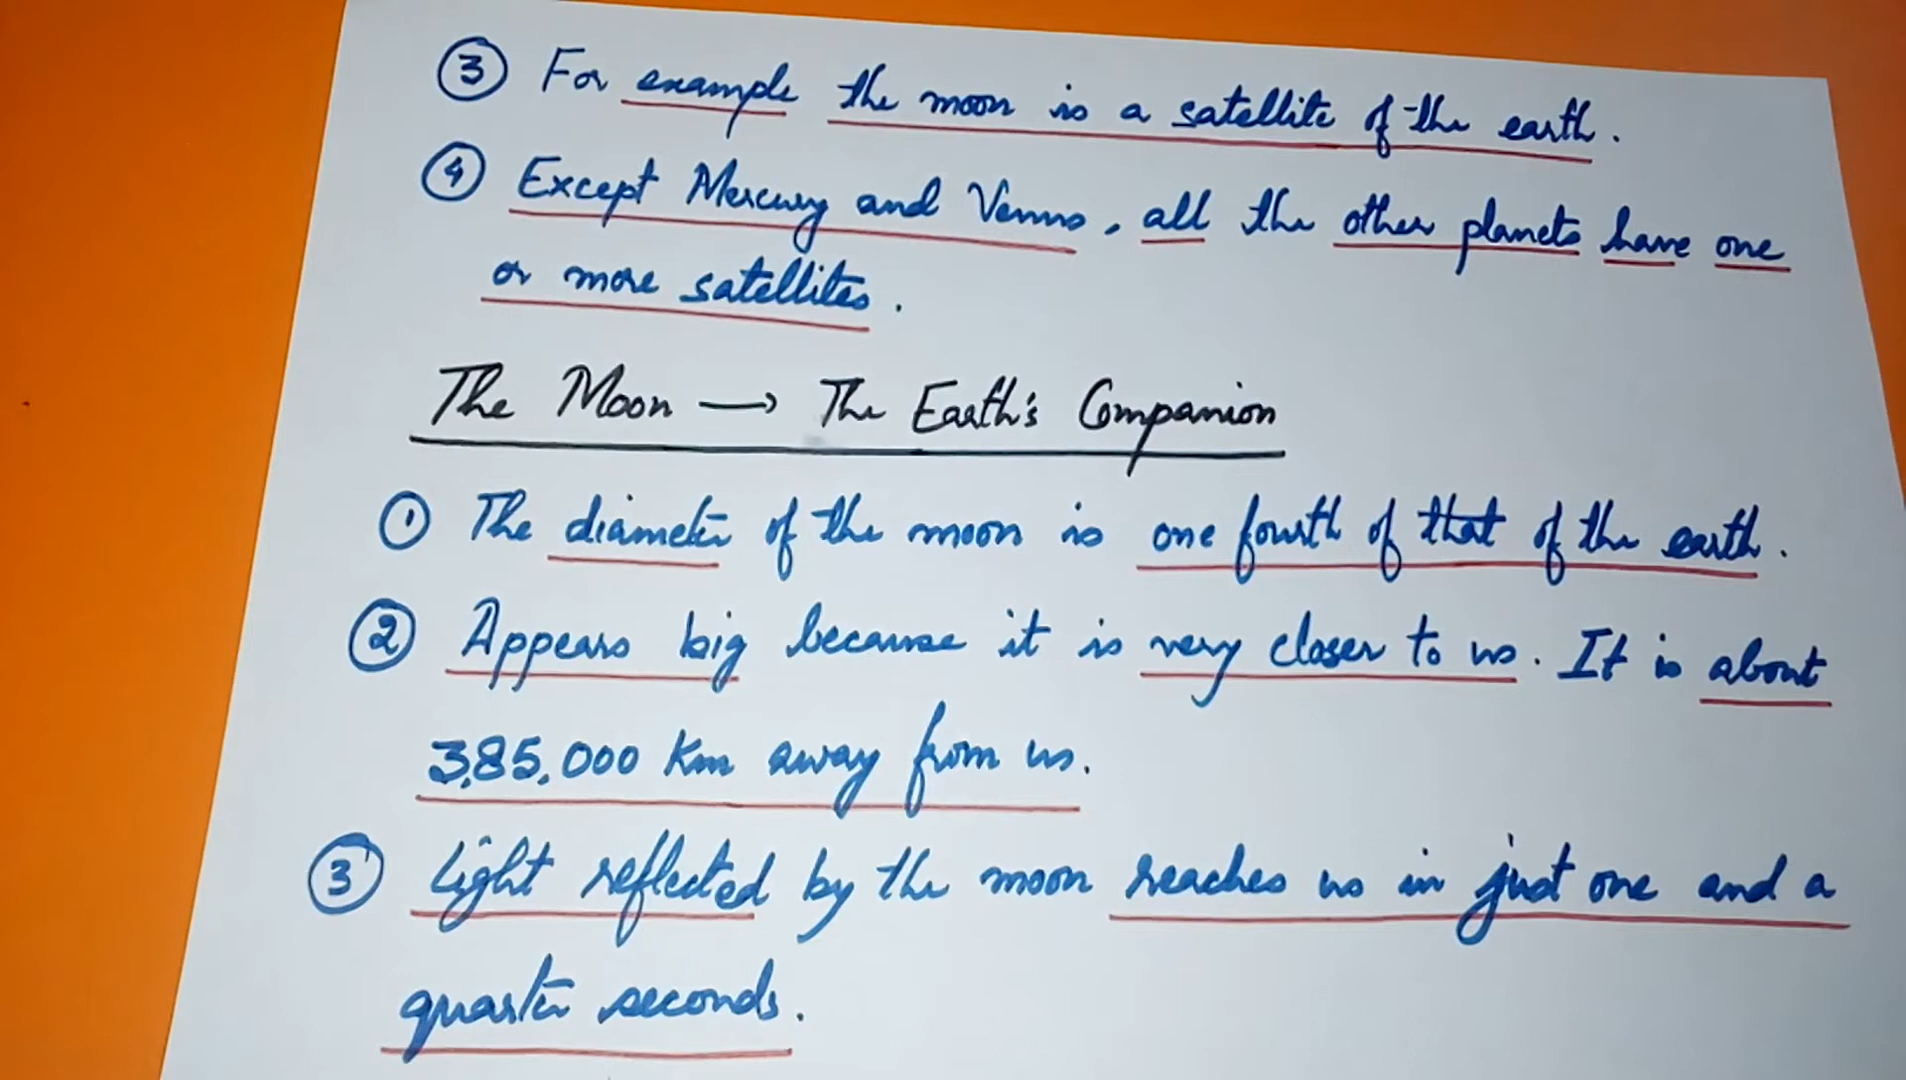 ③ For example the moon is a satellite of the earth.
④ Except Mercury and Venus, all the other planets have one
or more satellites.
The Moon → The Earth's Companion
① The diameter of the moon is one fourth of that of the earth.
② Appears big because it is very closer to us. It is about
3,85,000 Km away from us.
③ Light reflected by the moon reaches us in just one and a
quarter seconds.